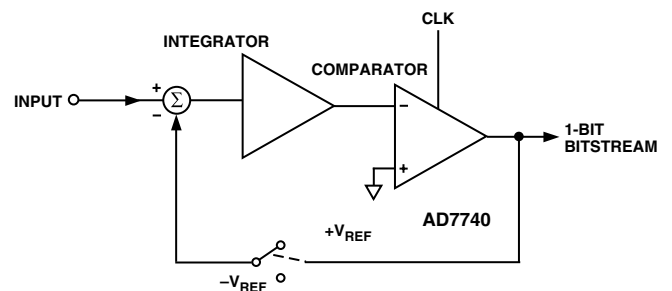 CLK
INTEGRATOR
COMPARATOR
INPUT
+
−
Σ
−
+
1-BIT
BITSTREAM
AD7740
+VREF
−VREF